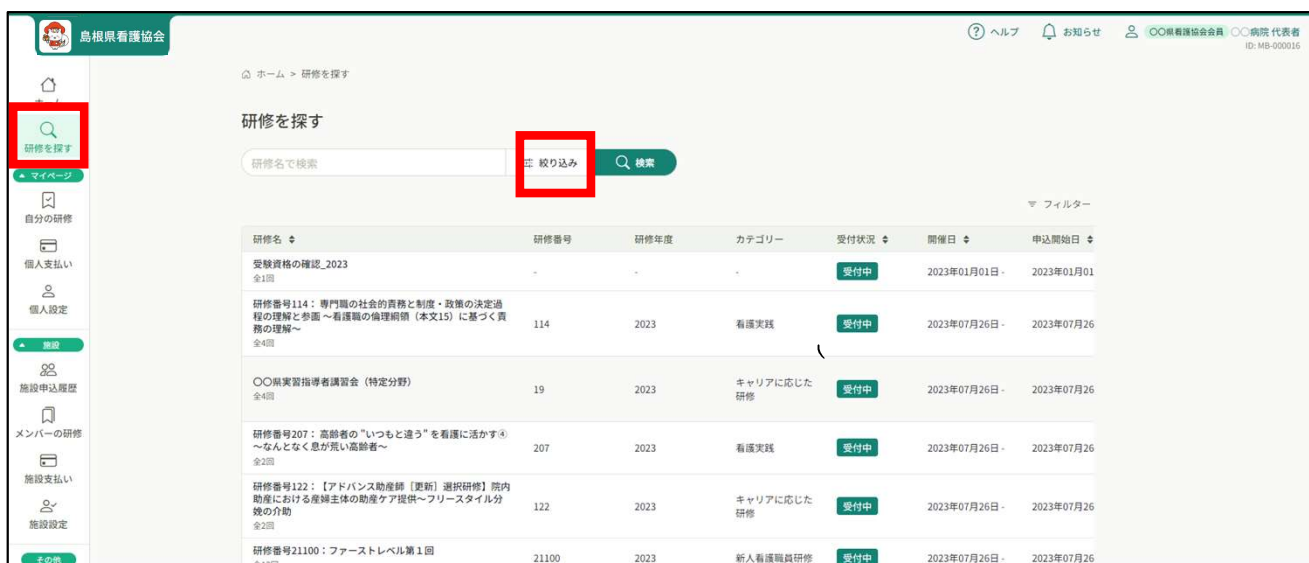 島根県看護協会
ヘルプ
お知らせ
〇〇県看護協会会員
〇〇病院 代表者
ID: MB-000016
ホーム > 研修を探す
研修を探す
マイページ
自分の研修
個人支払い
個人設定
施設
施設申込履歴
メンバーの研修
施設支払い
施設設定
その他
研修を探す
研修名で検索
絞り込み
検索
フィルター
研修名 研修番号 研修年度 カテゴリー 受付状況 開催日 申込開始日
受験資格の確認_2023
全1回
- - - 受付中 2023年01月01日 - 2023年01月01
研修番号114： 専門職の社会的責務と制度・政策の決定過
程の理解と参画 ～看護職の倫理綱領（本文15）に基づく責
務の理解～
全4回
114 2023 看護実践 受付中 2023年07月26日 - 2023年07月26
〇〇県実習指導者講習会（特定分野）
全4回
19 2023 キャリアに応じた
研修
受付中 2023年07月26日 - 2023年07月26
研修番号207： 高齢者の "いつもと違う" を看護に活かす④
～なんとなく息が荒い高齢者～
全2回
207 2023 看護実践 受付中 2023年07月26日 - 2023年07月26
研修番号122： 【アドバンス助産師［更新］選択研修】院内
助産における産婦主体の助産ケア提供～フリースタイル分
娩の介助
全2回
122 2023 キャリアに応じた
研修
受付中 2023年07月26日 - 2023年07月26
研修番号21100：ファーストレベル第１回
21100 2023 新人看護職員研修 受付中 2023年07月26日 - 2023年07月26